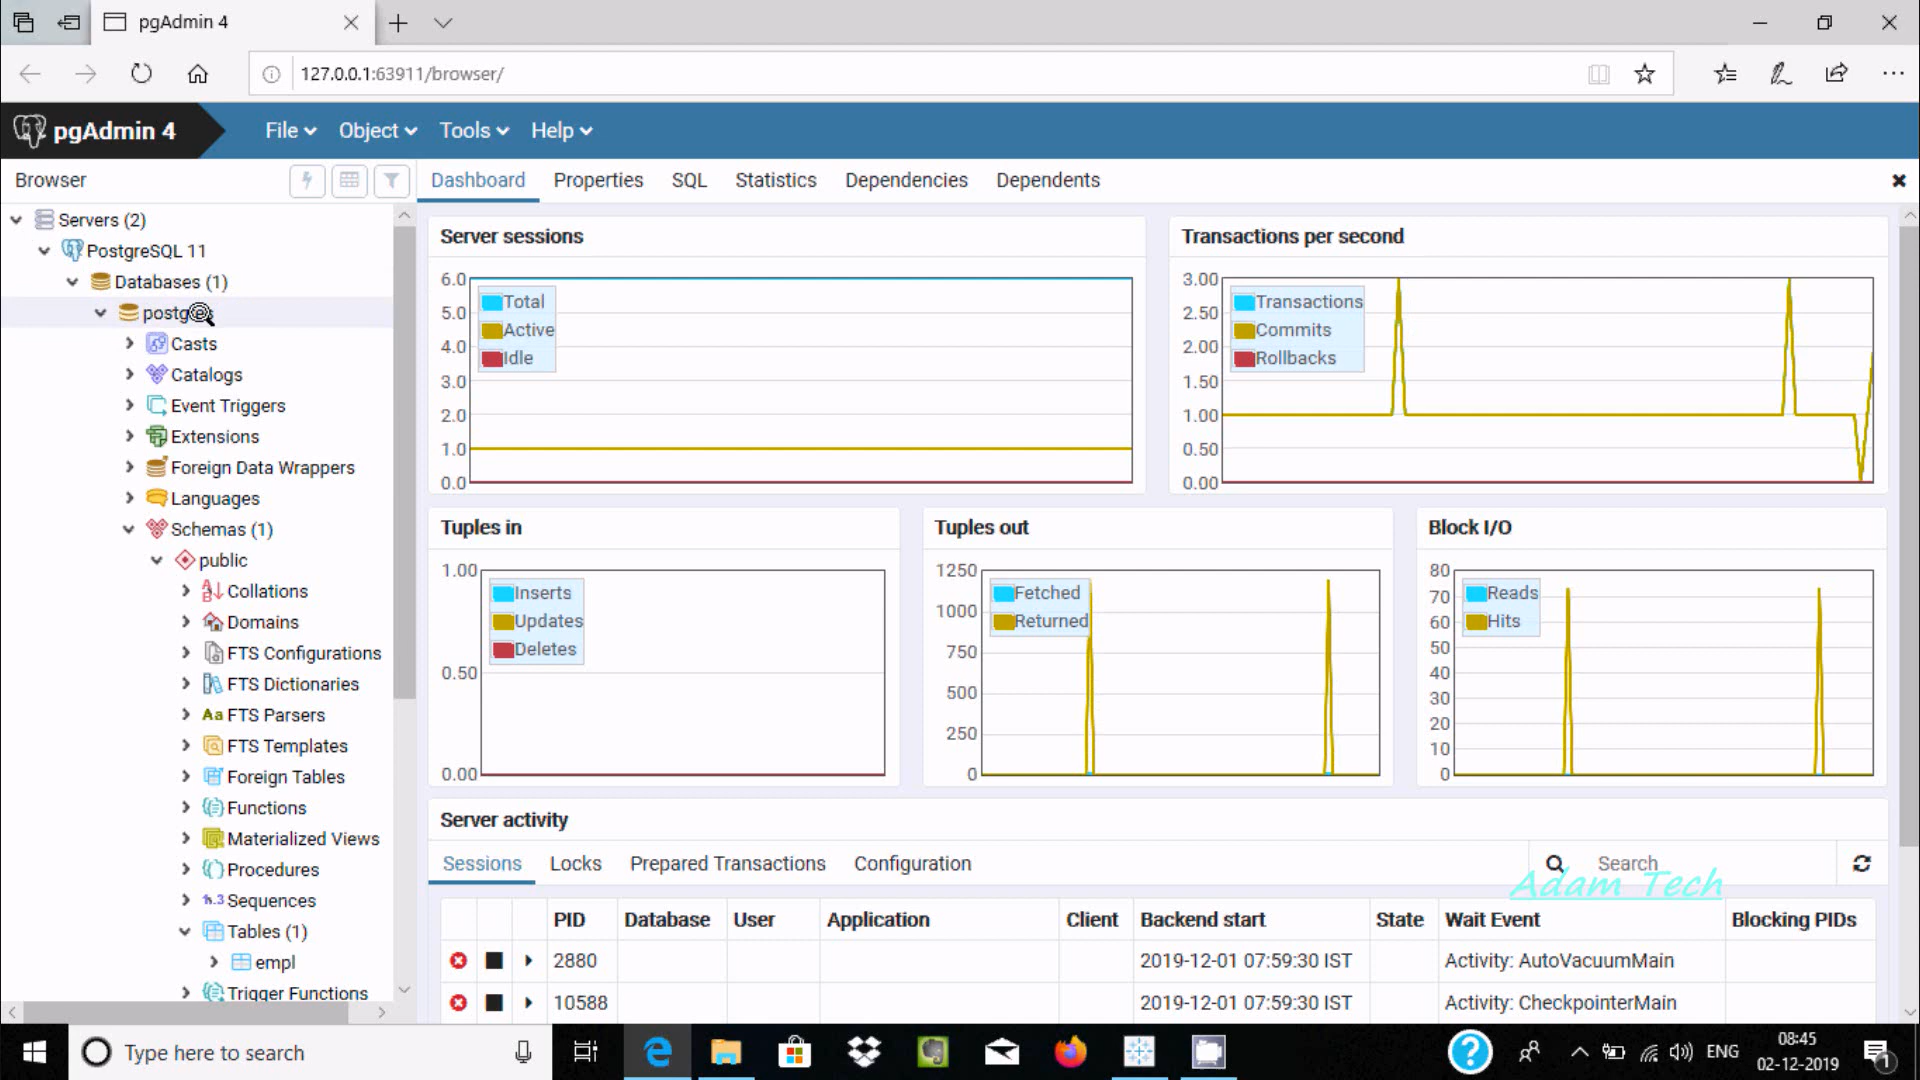 pgAdmin 4
127.0.0.1:63911/browser/
pgAdmin 4
File
Object
Tools
Help
Browser
Dashboard
Properties
SQL
Statistics
Dependencies
Dependents
Servers (2)
PostgreSQL 11
Databases (1)
Casts
Catalogs
Event Triggers
Extensions
Foreign Data Wrappers
Languages
Schemas (1)
public
Collations
Domains
FTS Configurations
FTS Dictionaries
Aa FTS Parsers
FTS Templates
Foreign Tables
Functions
Materialized Views
Procedures
1..3 Sequences
Tables (1)
empl
Trigger Functions
Server sessions
6.0
5.0
4.0
3.0
2.0
1.0
0.0
Total
Active
Idle
Transactions per second
3.00
2.50
2.00
1.50
1.00
0.50
0.00
Transactions
Commits
Rollbacks
Tuples in
1.00
0.50
0.00
Inserts
Updates
Deletes
Tuples out
1250
1000
750
500
250
0
Fetched
Returned
Block I/O
80
70
60
50
40
30
20
10
0
Reads
Hits
Server activity
Sessions
Locks
Prepared Transactions
Configuration
Search
Adam Tech
PID Database User Application Client Backend start State Wait Event Blocking PIDs
2880 2019-12-01 07:59:30 IST Activity: AutoVacuumMain
10588 2019-12-01 07:59:30 IST Activity: CheckpointerMain
Type here to search
ENG
08:45
02-12-2019
1